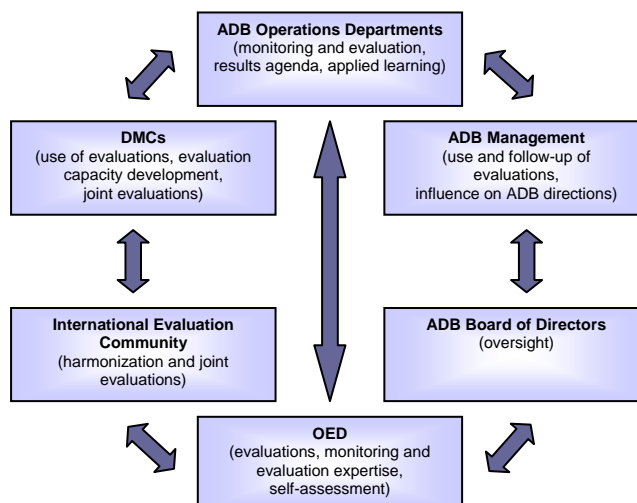 ADB Operations Departments
(monitoring and evaluation,
results agenda, applied learning)
DMCs
(use of evaluations, evaluation
capacity development,
joint evaluations)
ADB Management
(use and follow-up of
evaluations,
influence on ADB directions)
International Evaluation
Community
(harmonization and joint
evaluations)
ADB Board of Directors
(oversight)
OED
(evaluations, monitoring and
evaluation expertise,
self-assessment)